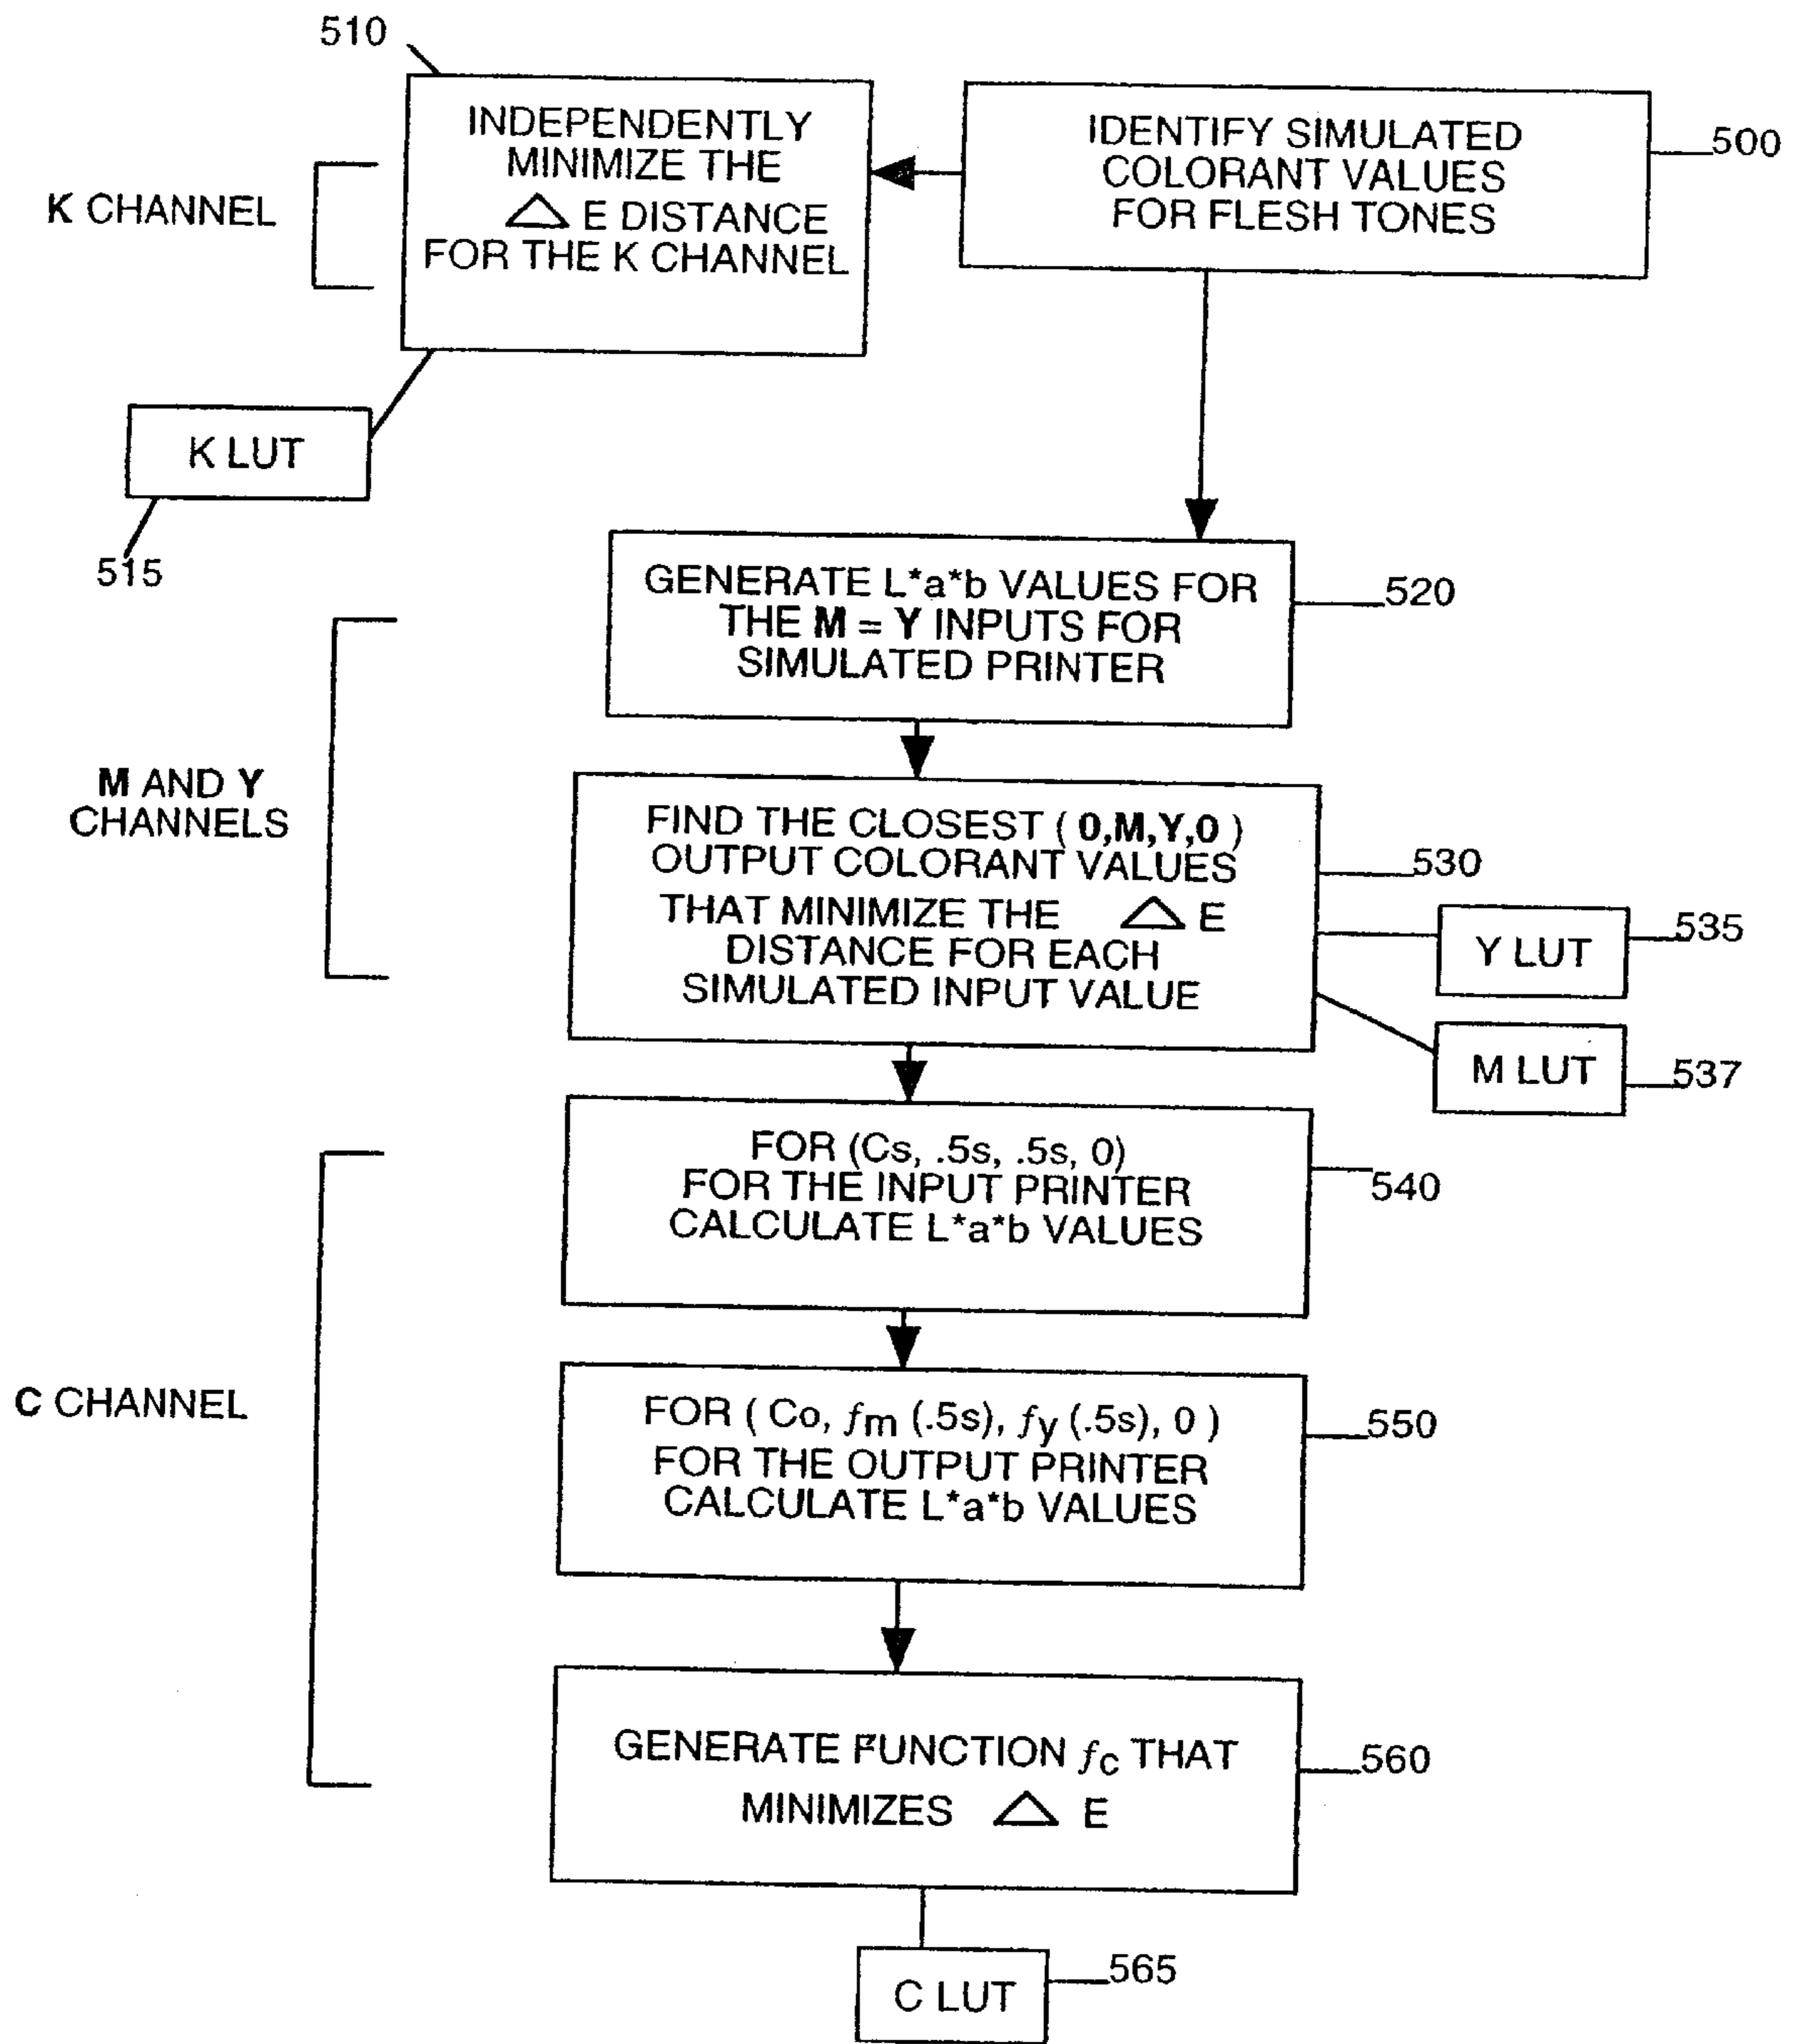 510
INDEPENDENTLY
MINIMIZE THE
△ E DISTANCE
FOR THE K CHANNEL
IDENTIFY SIMULATED
COLORANT VALUES
FOR FLESH TONES
500
K CHANNEL
K LUT
515
GENERATE L*a*b VALUES FOR
THE M = Y INPUTS FOR
SIMULATED PRINTER
520
M AND Y
CHANNELS
FIND THE CLOSEST ( 0,M,Y,0 )
OUTPUT COLORANT VALUES
THAT MINIMIZE THE △ E
DISTANCE FOR EACH
SIMULATED INPUT VALUE
530
Y LUT
535
M LUT
537
FOR (Cs, .5s, .5s, 0)
FOR THE INPUT PRINTER
CALCULATE L*a*b VALUES
540
C CHANNEL
FOR ( Co, fm (.5s), fy (.5s), 0 )
FOR THE OUTPUT PRINTER
CALCULATE L*a*b VALUES
550
GENERATE FUNCTION fc THAT
MINIMIZES △ E
560
C LUT
565